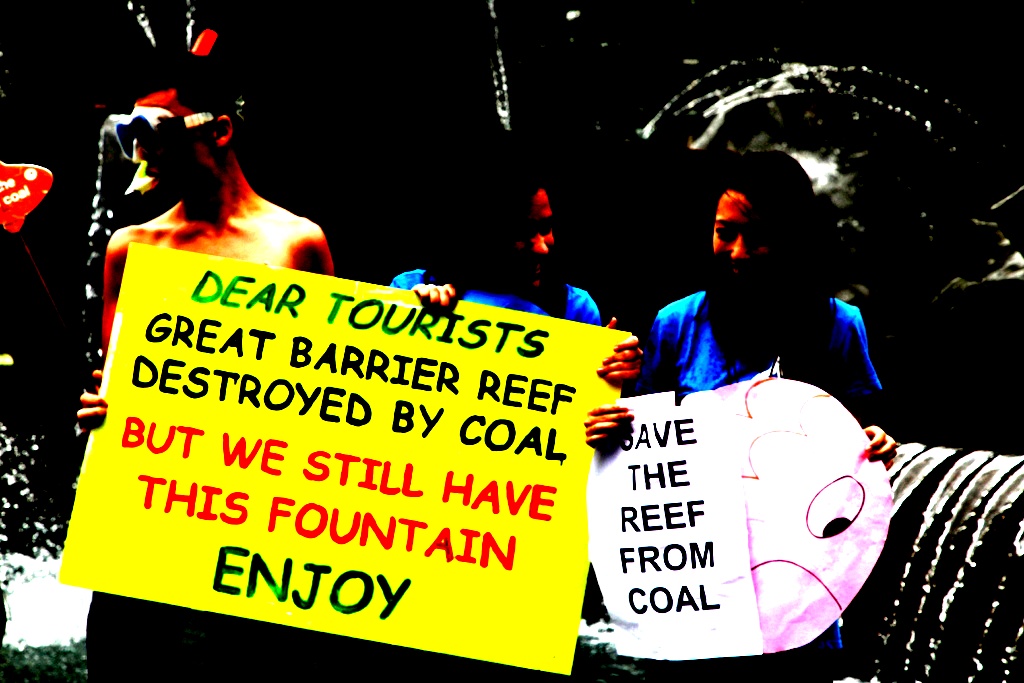 the
coal
DEAR TOURISTS
GREAT BARRIER REEF
DESTROYED BY COAL
BUT WE STILL HAVE
THIS FOUNTAIN
ENJOY
SAVE
THE
REEF
FROM
COAL